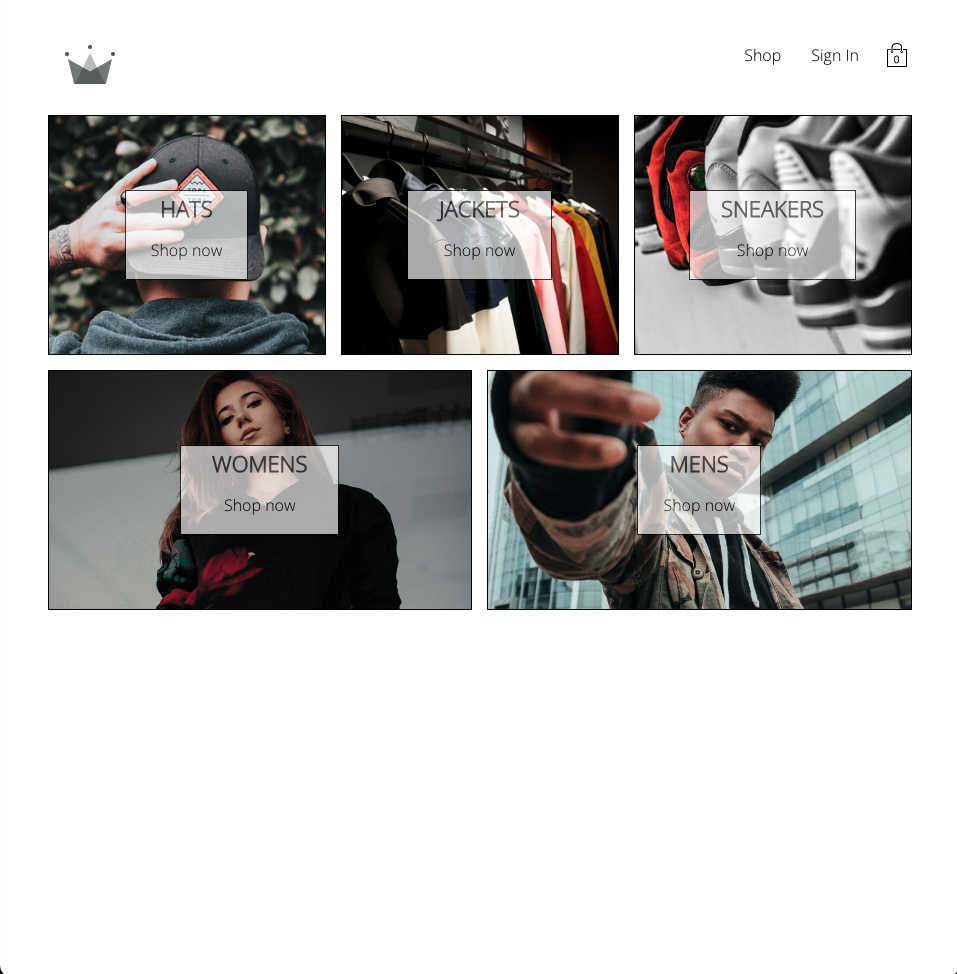 Shop
Sign In
0
HATS
Shop now
JACKETS
Shop now
SNEAKERS
Shop now
WOMENS
Shop now
MENS
Shop now